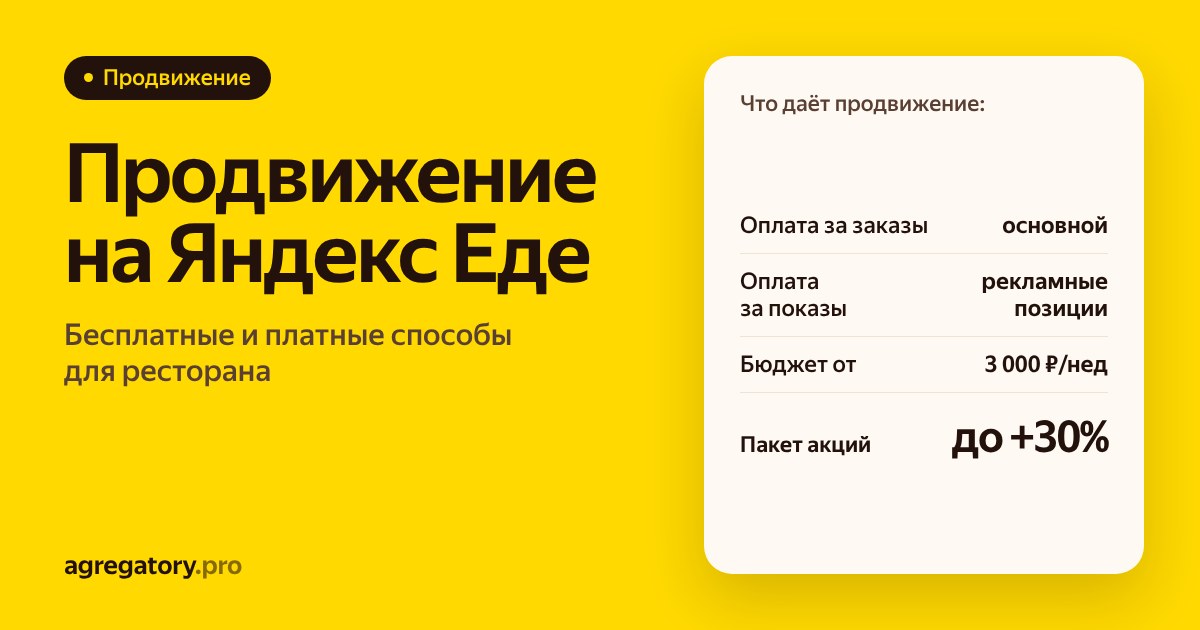 Продвижение
Продвижение
на Яндекс Еде
Бесплатные и платные способы
для ресторана
agregatory.pro
Что даёт продвижение:
Оплата за заказы основной
Оплата
за показы
рекламные
позиции
Бюджет от 3 000 ₽/нед
Пакет акций до +30%